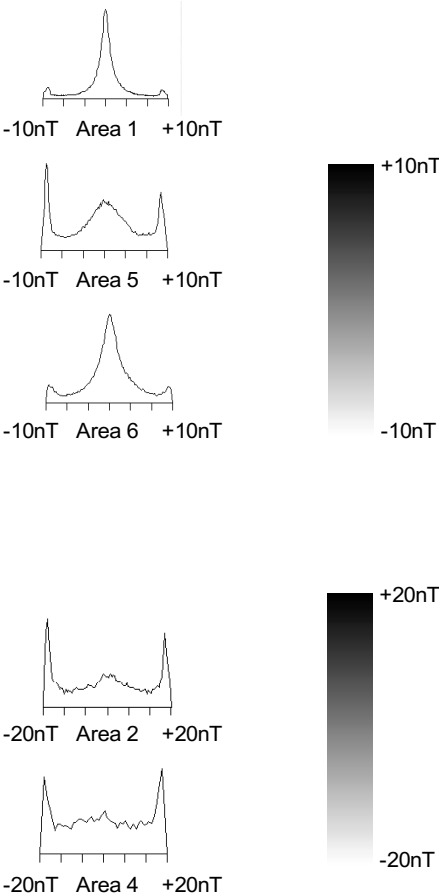 -10nT Area 1 +10nT
+10nT
-10nT Area 5 +10nT
-10nT Area 6 +10nT
-10nT
+20nT
-20nT Area 2 +20nT
-20nT
-20nT Area 4 +20nT